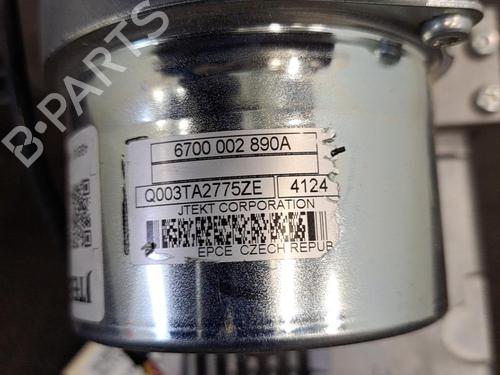 6700 002 890A
Q003TA2775ZE 4124
JTEKT CORPORATION
EPCE CZECH REPUB
B-PARTS